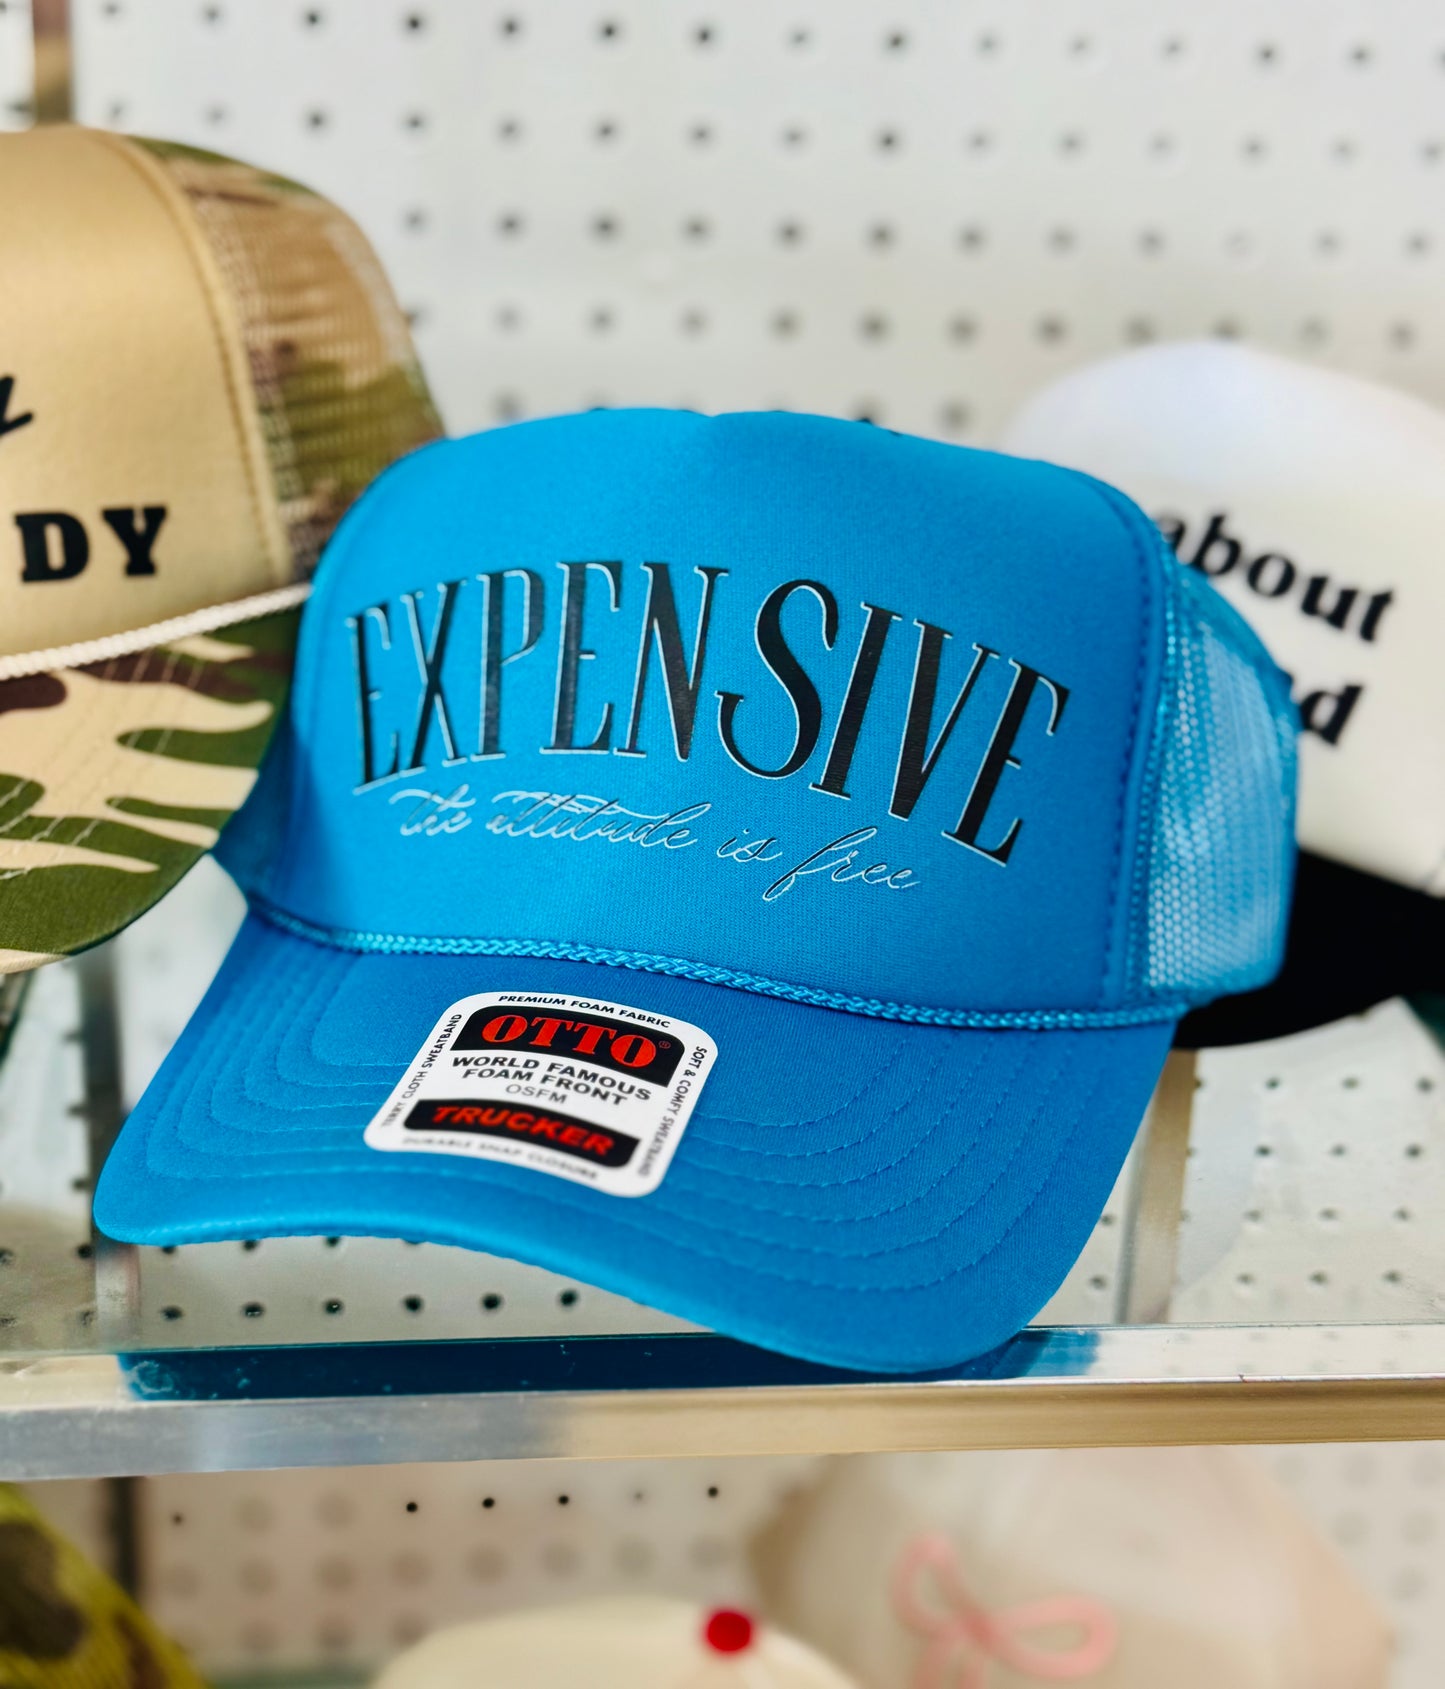 EXPENSIVE
the attitude is free
PREMIUM FOAM FABRIC
OTTO®
WORLD FAMOUS
FOAM FRONT
OSFM
TRUCKER
DURABLE SNAP CLOSURE
TERRY CLOTH SWEATBAND
SOFT & COMFY SWEATBAND
DY
about